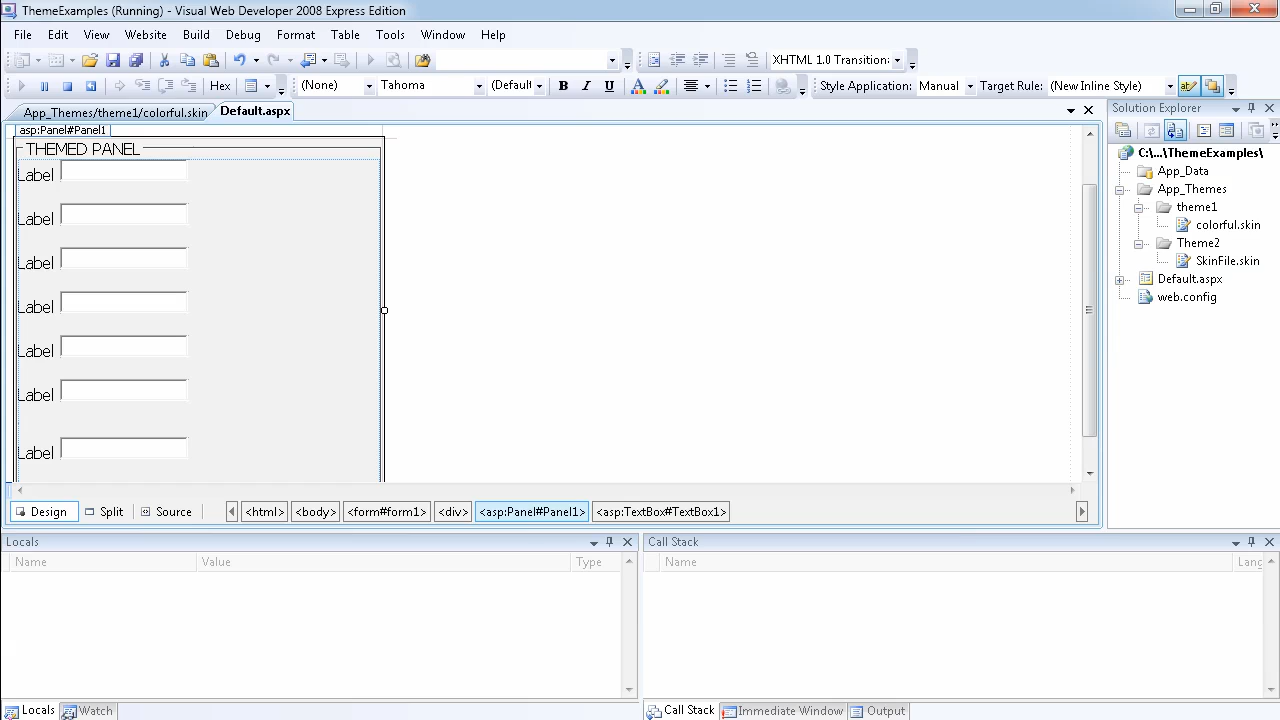 ThemeExamples (Running) - Visual Web Developer 2008 Express Edition
File Edit View Website Build Debug Format Table Tools Window Help
XHTML 1.0 Transition:
Hex (None) Tahoma (Default B I U A Style Application: Manual Target Rule: (New Inline Style) ab
App_Themes/theme1/colorful.skin Default.aspx
Solution Explorer
asp:Panel#Panel1
THEMED PANEL
Label
Label
Label
Label
Label
Label
Label
C:\...\ThemeExamples\
App_Data
App_Themes
theme1
colorful.skin
Theme2
SkinFile.skin
Default.aspx
web.config
Design Split Source <html> <body> <form#form1> <div> <asp:Panel#Panel1> <asp:TextBox#TextBox1>
Locals
Name Value Type
Call Stack
Name Lang
Locals Watch
Call Stack Immediate Window Output